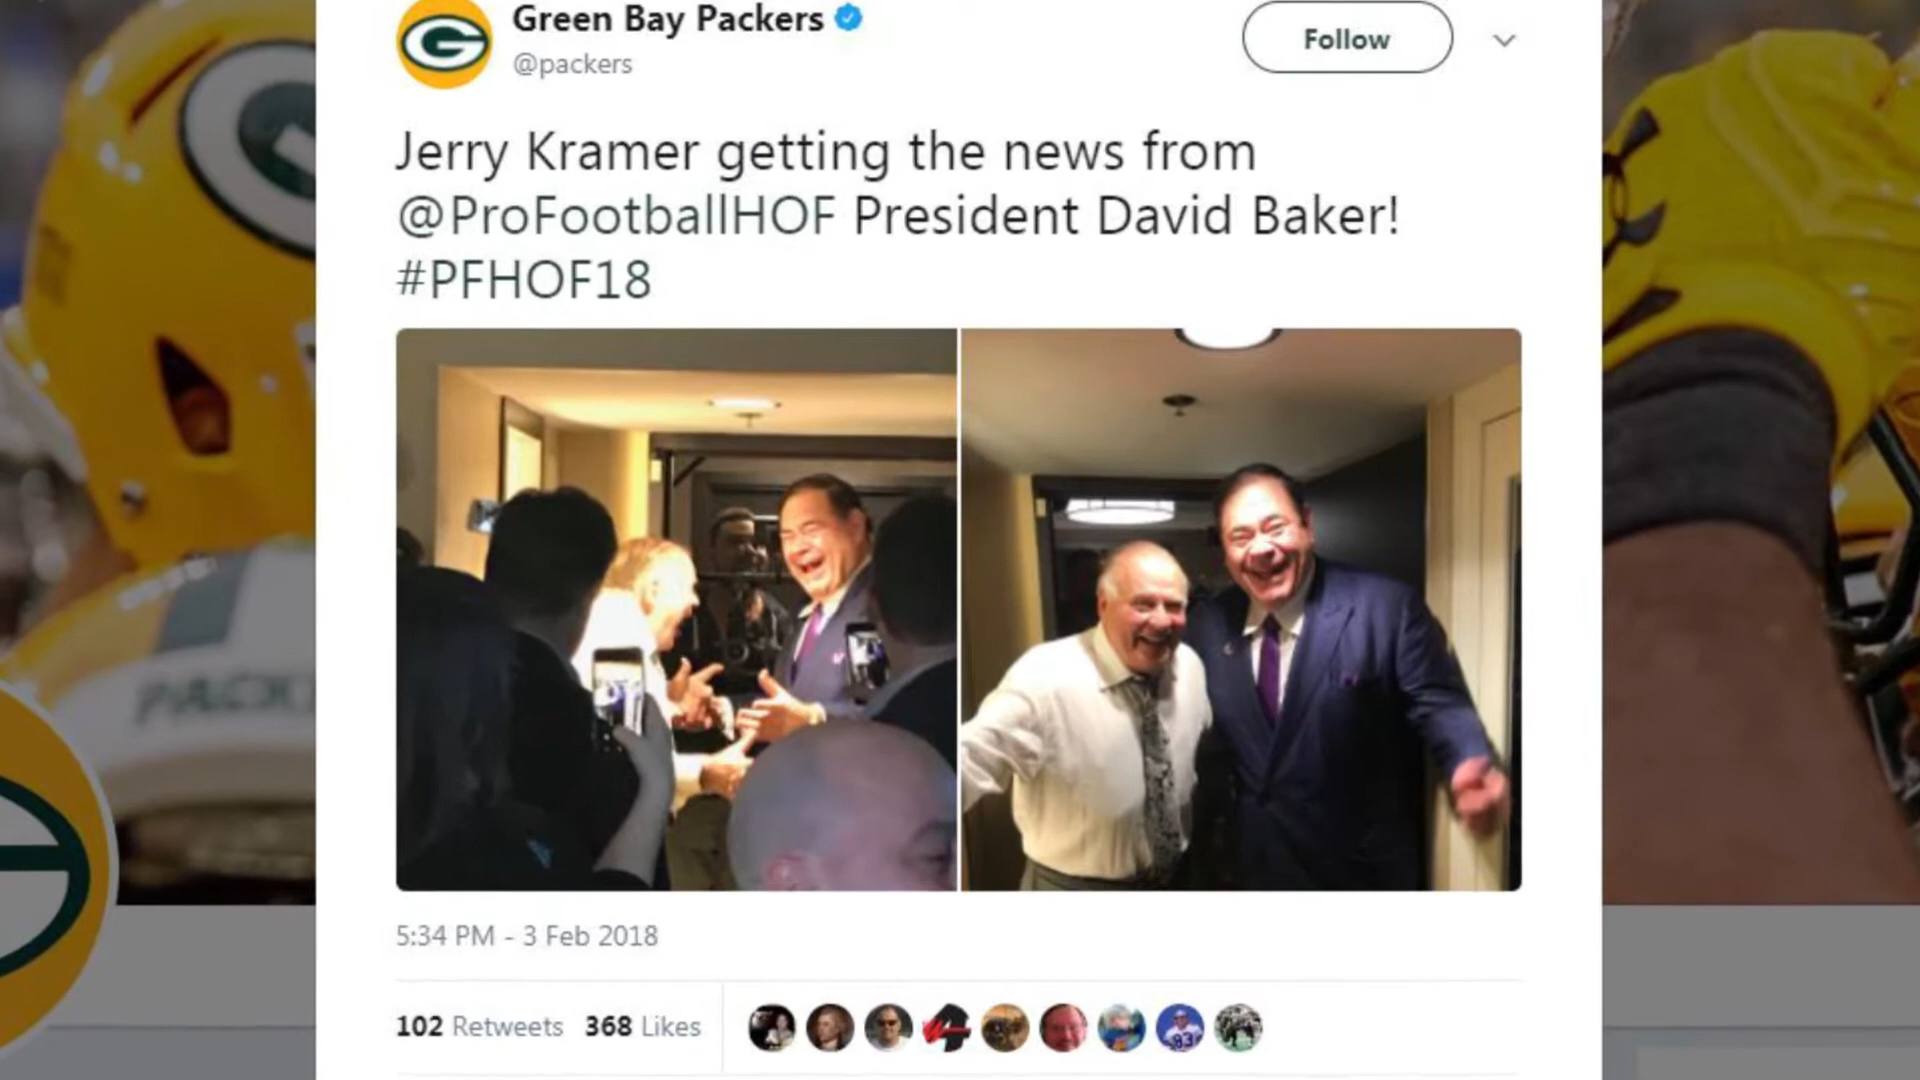 Green Bay Packers
@packers
Follow
Jerry Kramer getting the news from
@ProFootballHOF President David Baker!
#PFHOF18
5:34 PM - 3 Feb 2018
102 Retweets 368 Likes